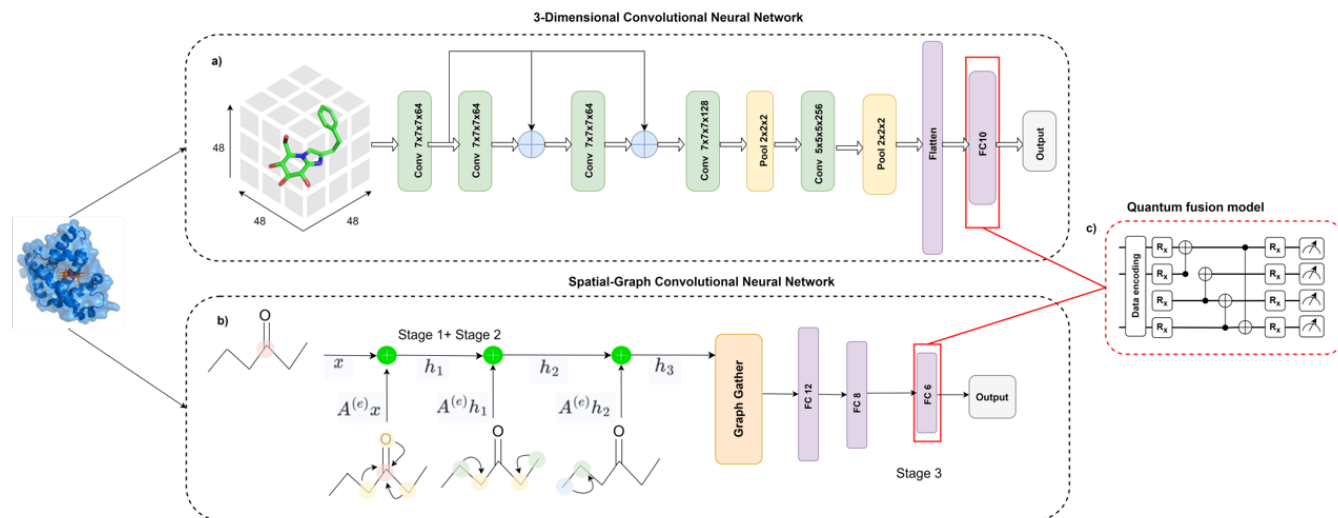 3-Dimensional Convolutional Neural Network
a)
48
48
48
Conv 7x7x7x64
Conv 7x7x7x64
Conv 7x7x7x64
Conv 7x7x7x128
Pool 2x2x2
Conv 5x5x5x256
Pool 2x2x2
Flatten
FC10
Output
Spatial-Graph Convolutional Neural Network
b)
O
Stage 1+ Stage 2
x
h₁
h₂
h₃
A⁽ᵉ⁾x
A⁽ᵉ⁾h₁
A⁽ᵉ⁾h₂
O
O
O
Graph Gather
FC 12
FC 8
FC 6
Output
Stage 3
Quantum fusion model
c)
Data encoding
Rₓ
Rₓ
Rₓ
Rₓ
Rₓ
Rₓ
Rₓ
Rₓ